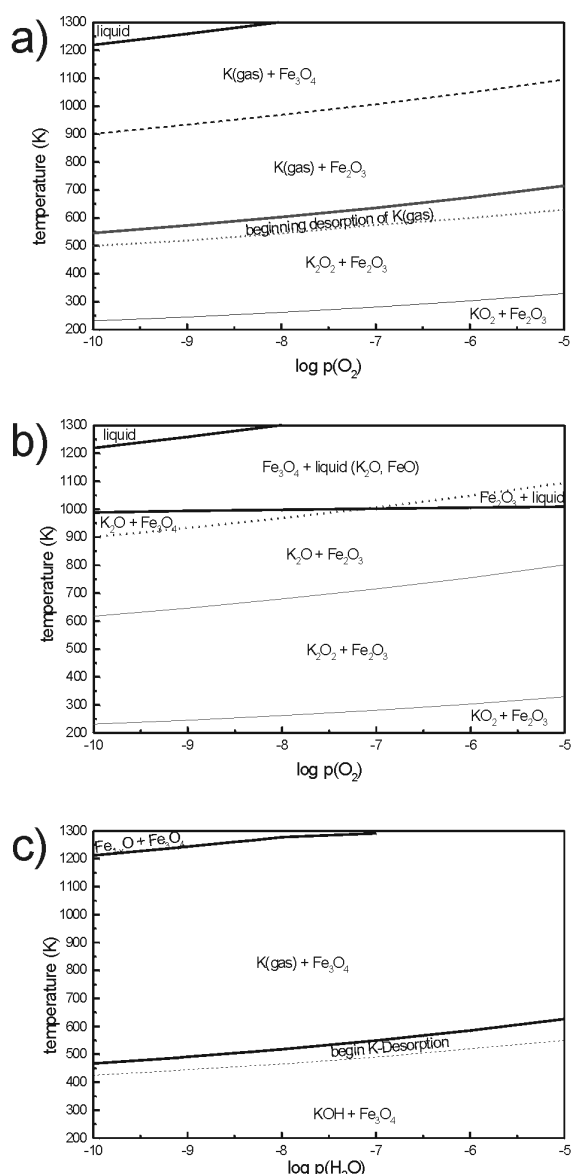 a)
1300
1200
1100
1000
900
800
700
600
500
400
300
200
temperature (K)
liquid
K(gas) + Fe₃O₄
K(gas) + Fe₂O₃
beginning desorption of K(gas)
K₂O₂ + Fe₂O₃
KO₂ + Fe₂O₃
-10 -9 -8 -7 -6 -5
log p(O₂)
b)
1300
1200
1100
1000
900
800
700
600
500
400
300
200
temperature (K)
liquid
Fe₃O₄ + liquid (K₂O, FeO)
Fe₂O₃ + liquid
K₂O + Fe₃O₄
K₂O + Fe₂O₃
K₂O₂ + Fe₂O₃
KO₂ + Fe₂O₃
-10 -9 -8 -7 -6 -5
log p(O₂)
c)
1300
1200
1100
1000
900
800
700
600
500
400
300
200
temperature (K)
+ Fe₃O₄
K(gas) + Fe₃O₄
begin K-Desorption
KOH + Fe₃O₄
-10 -9 -8 -7 -6 -5
log p(H₂O)